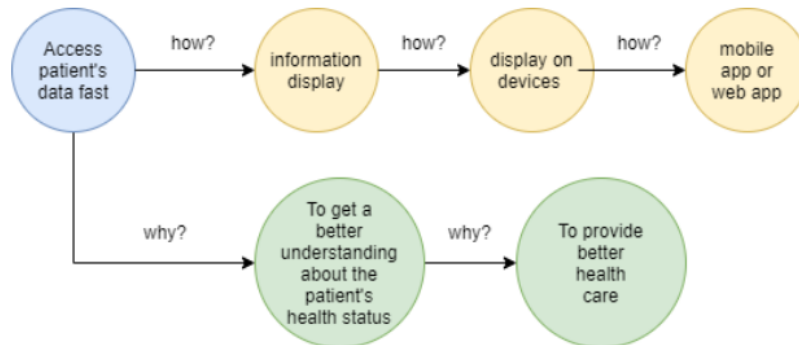 Access
patient's
data fast
how?
information
display
how?
display on
devices
how?
mobile
app or
web app
why?
To get a
better
understanding
about the
patient's
health status
why?
To provide
better
health
care